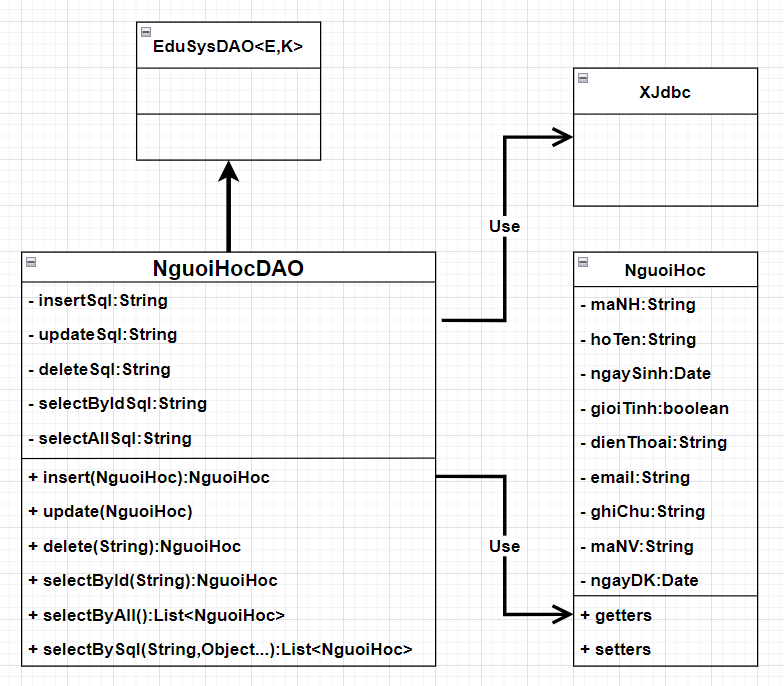 EduSysDAO<E,K>
XJdbc
Use
NguoiHocDAO
- insertSql:String
- updateSql:String
- deleteSql:String
- selectByIdSql:String
- selectAllSql:String
+ insert(NguoiHoc):NguoiHoc
+ update(NguoiHoc)
+ delete(String):NguoiHoc
+ selectById(String):NguoiHoc
+ selectByAll():List<NguoiHoc>
+ selectBySql(String,Object...):List<NguoiHoc>
Use
NguoiHoc
- maNH:String
- hoTen:String
- ngaySinh:Date
- gioiTinh:boolean
- dienThoai:String
- email:String
- ghiChu:String
- maNV:String
- ngayDK:Date
+ getters
+ setters